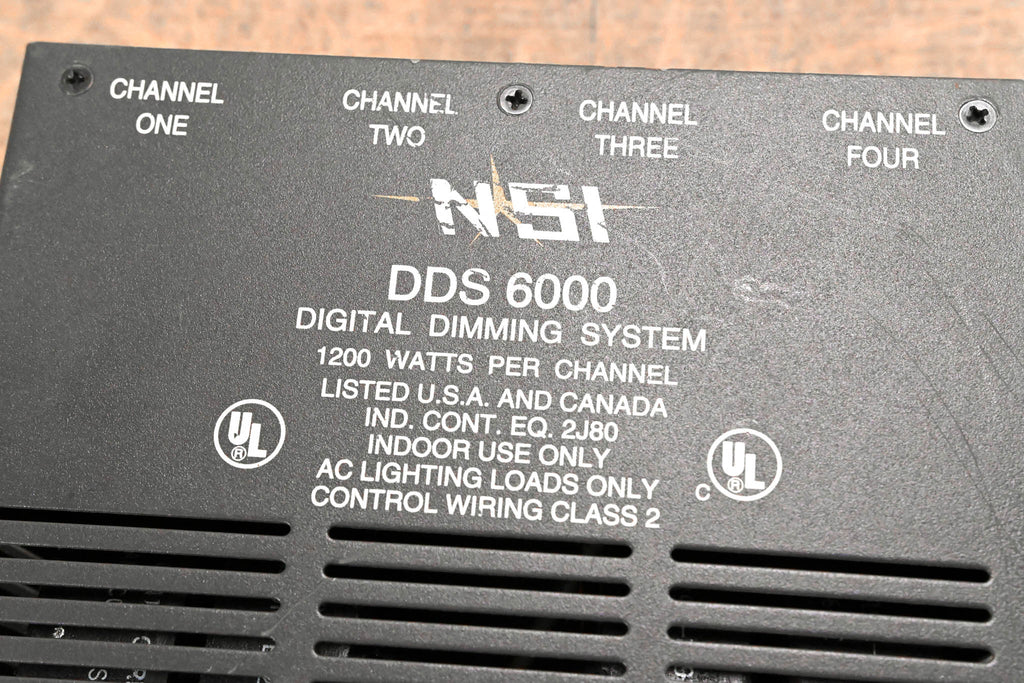 CHANNEL
ONE
CHANNEL
TWO
CHANNEL
THREE
CHANNEL
FOUR
NSI
DDS 6000
DIGITAL DIMMING SYSTEM
1200 WATTS PER CHANNEL
LISTED U.S.A. AND CANADA
IND. CONT. EQ. 2J80
INDOOR USE ONLY
AC LIGHTING LOADS ONLY
CONTROL WIRING CLASS 2
UL ®
C UL ®